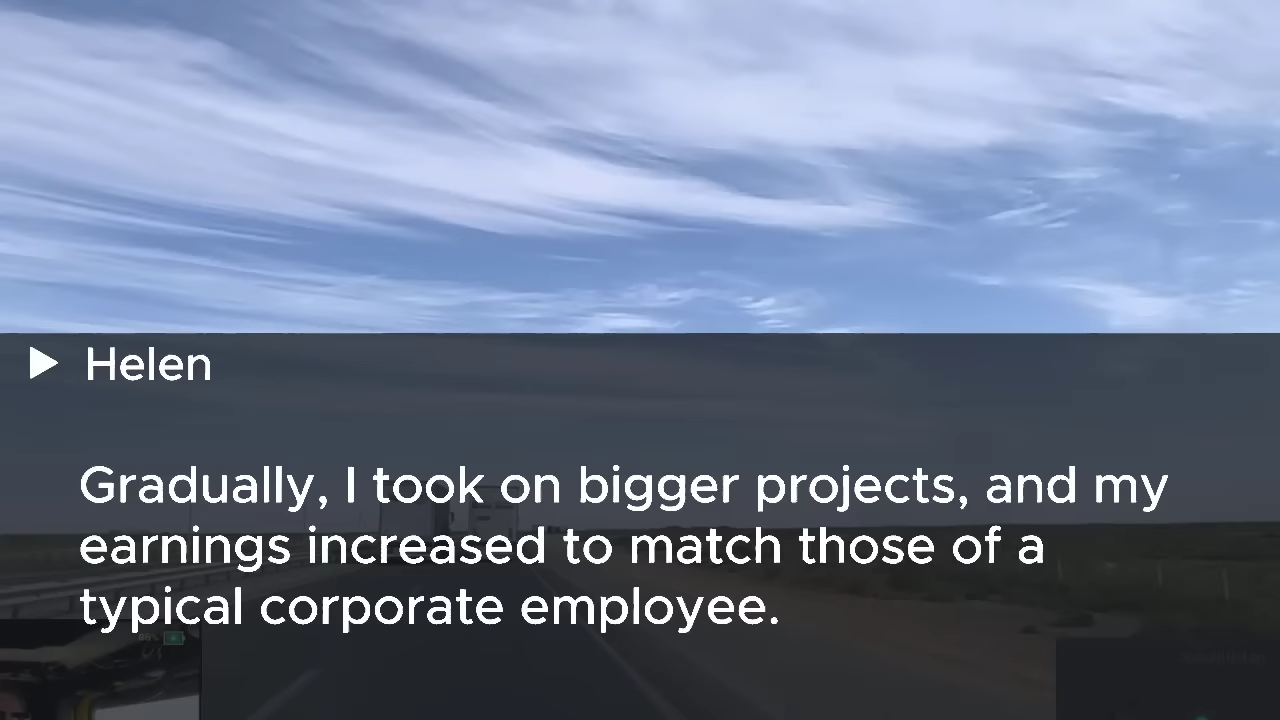 Helen
Gradually, I took on bigger projects, and my
earnings increased to match those of a
typical corporate employee.